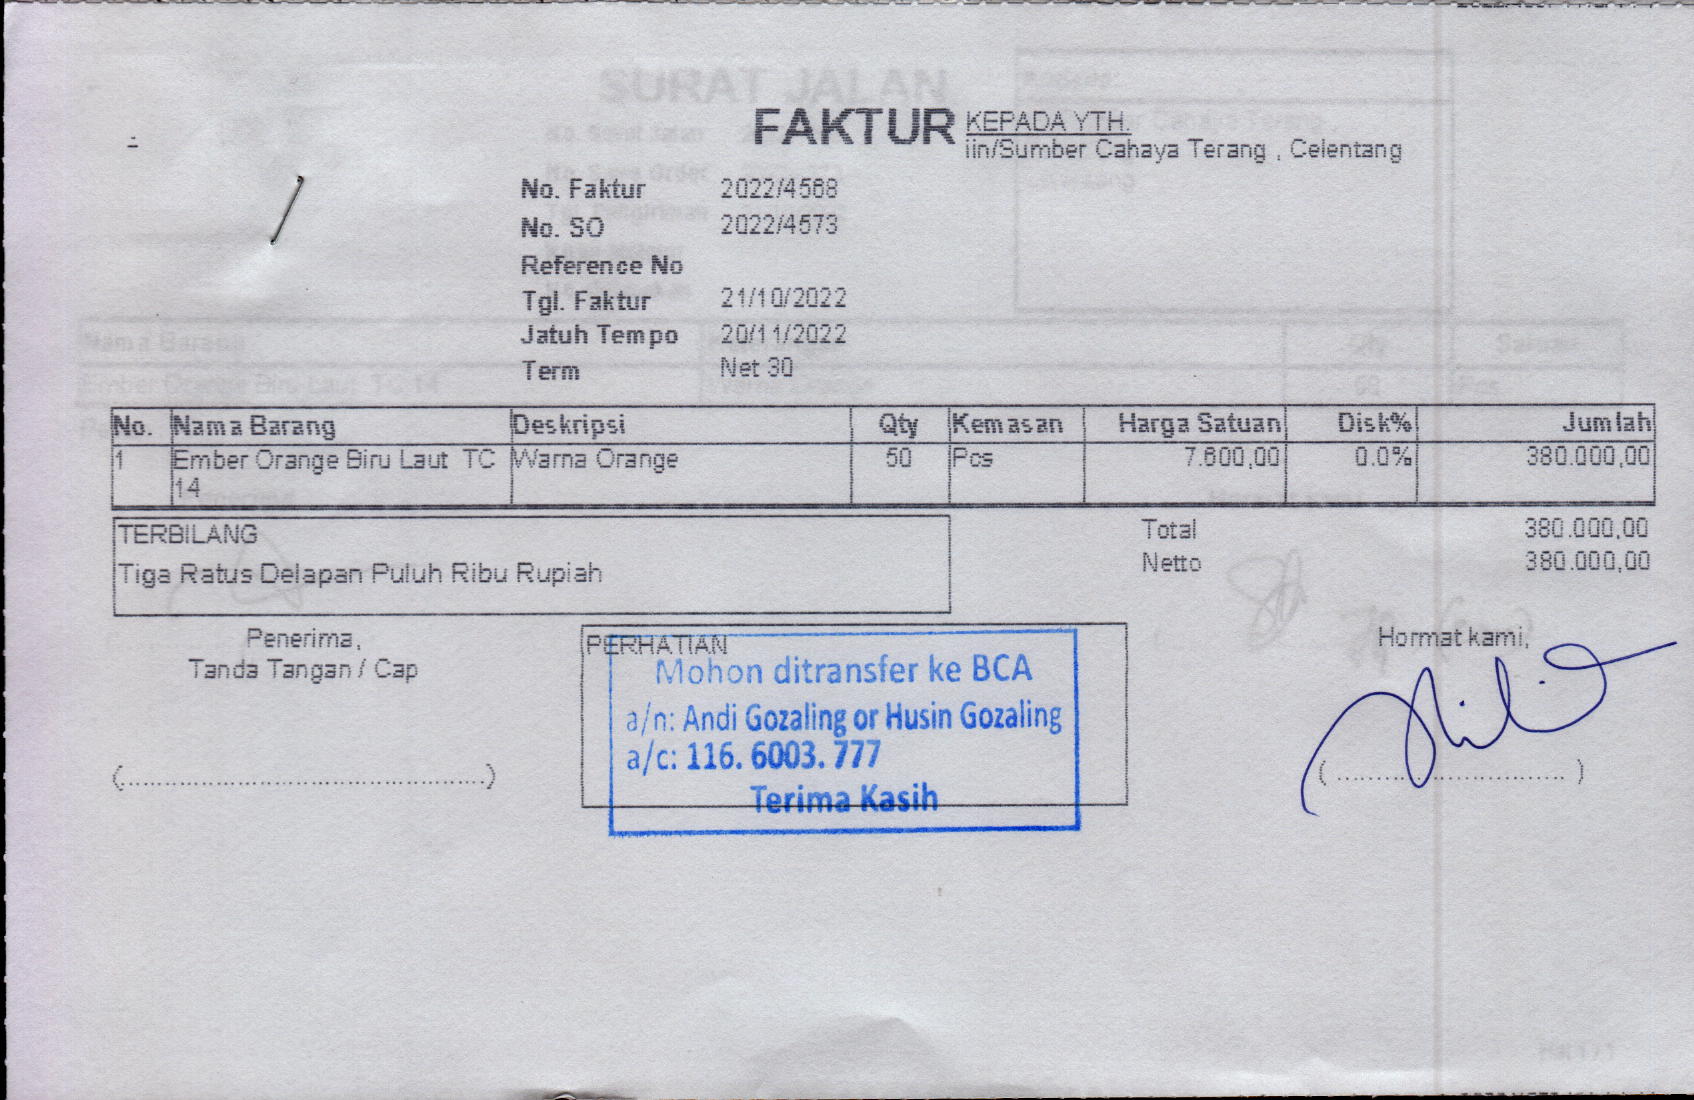 FAKTUR
KEPADA YTH.
iin/Sumber Cahaya Terang , Celentang
No. Faktur 2022/4568
No. SO 2022/4573
Reference No
Tgl. Faktur 21/10/2022
Jatuh Tempo 20/11/2022
Term Net 30
No. Nama Barang Deskripsi Qty Kemasan Harga Satuan Disk% Jumlah
1 Ember Orange Biru Laut TC 14 Warna Orange 50 Pcs 7.600,00 0.0% 380.000,00
TERBILANG
Tiga Ratus Delapan Puluh Ribu Rupiah
Total 380.000,00
Netto 380.000,00
Penerima,
Tanda Tangan / Cap
PERHATIAN
Mohon ditransfer ke BCA
a/n: Andi Gozaling or Husin Gozaling
a/c: 116. 6003. 777
Terima Kasih
Hormat kami,
SURAT JALAN